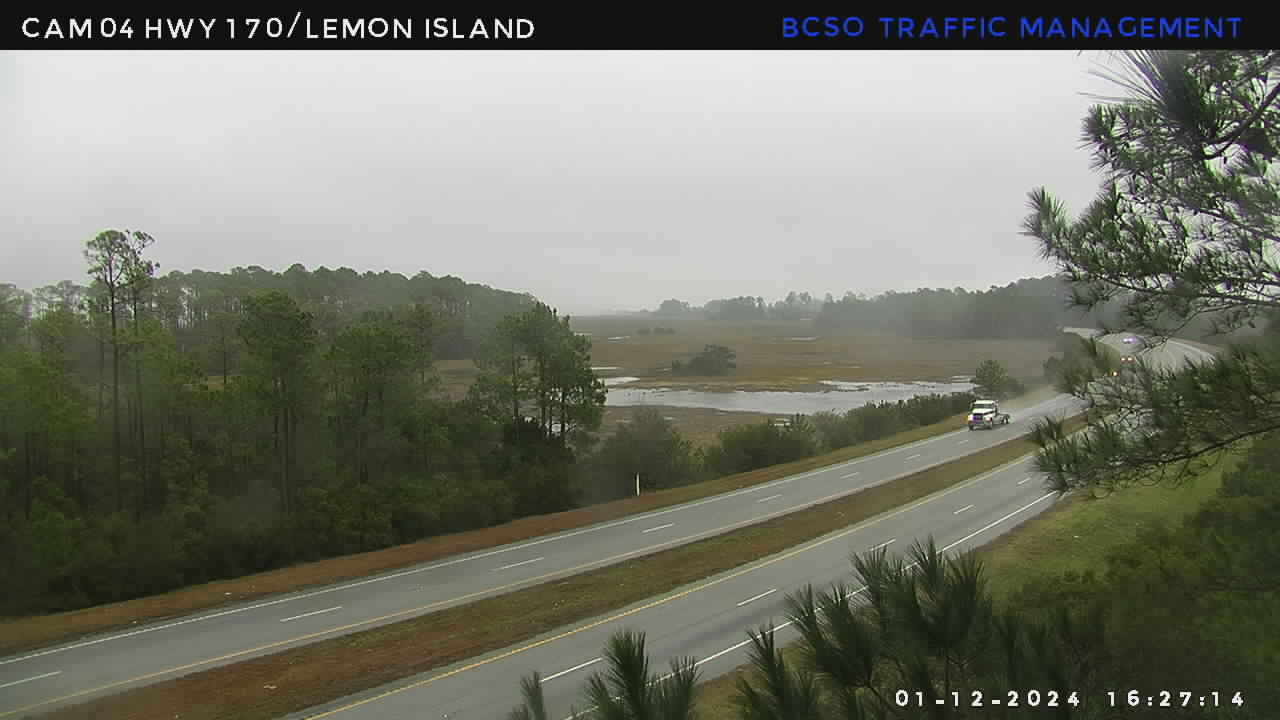 CAM04 HWY 170/LEMON ISLAND
BCSO TRAFFIC MANAGEMENT
01-12-2024 16:27:14